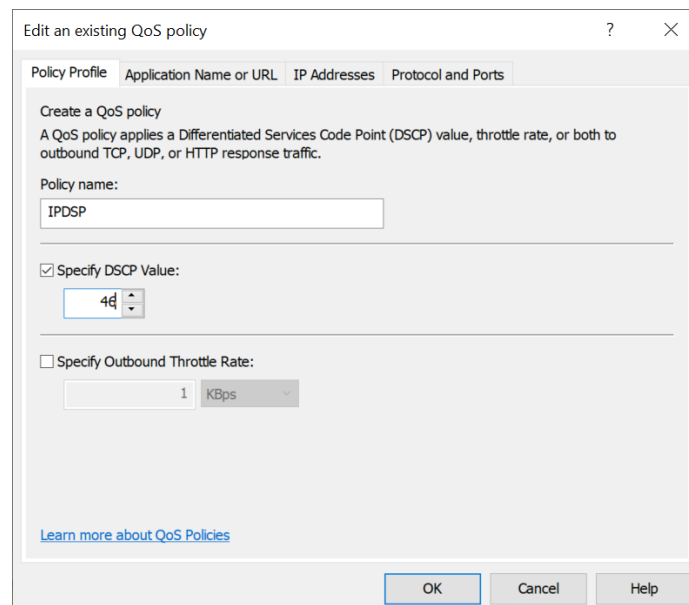 Edit an existing QoS policy ?
Policy Profile Application Name or URL IP Addresses Protocol and Ports
Create a QoS policy
A QoS policy applies a Differentiated Services Code Point (DSCP) value, throttle rate, or both to
outbound TCP, UDP, or HTTP response traffic.
Policy name:
IPDSP
Specify DSCP Value:
46
Specify Outbound Throttle Rate:
1 KBps
Learn more about QoS Policies
OK Cancel Help